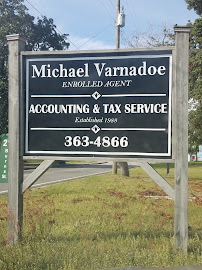 Michael Varnadoe
ENROLLED AGENT
ACCOUNTING & TAX SERVICE
Established 1988
363-4866